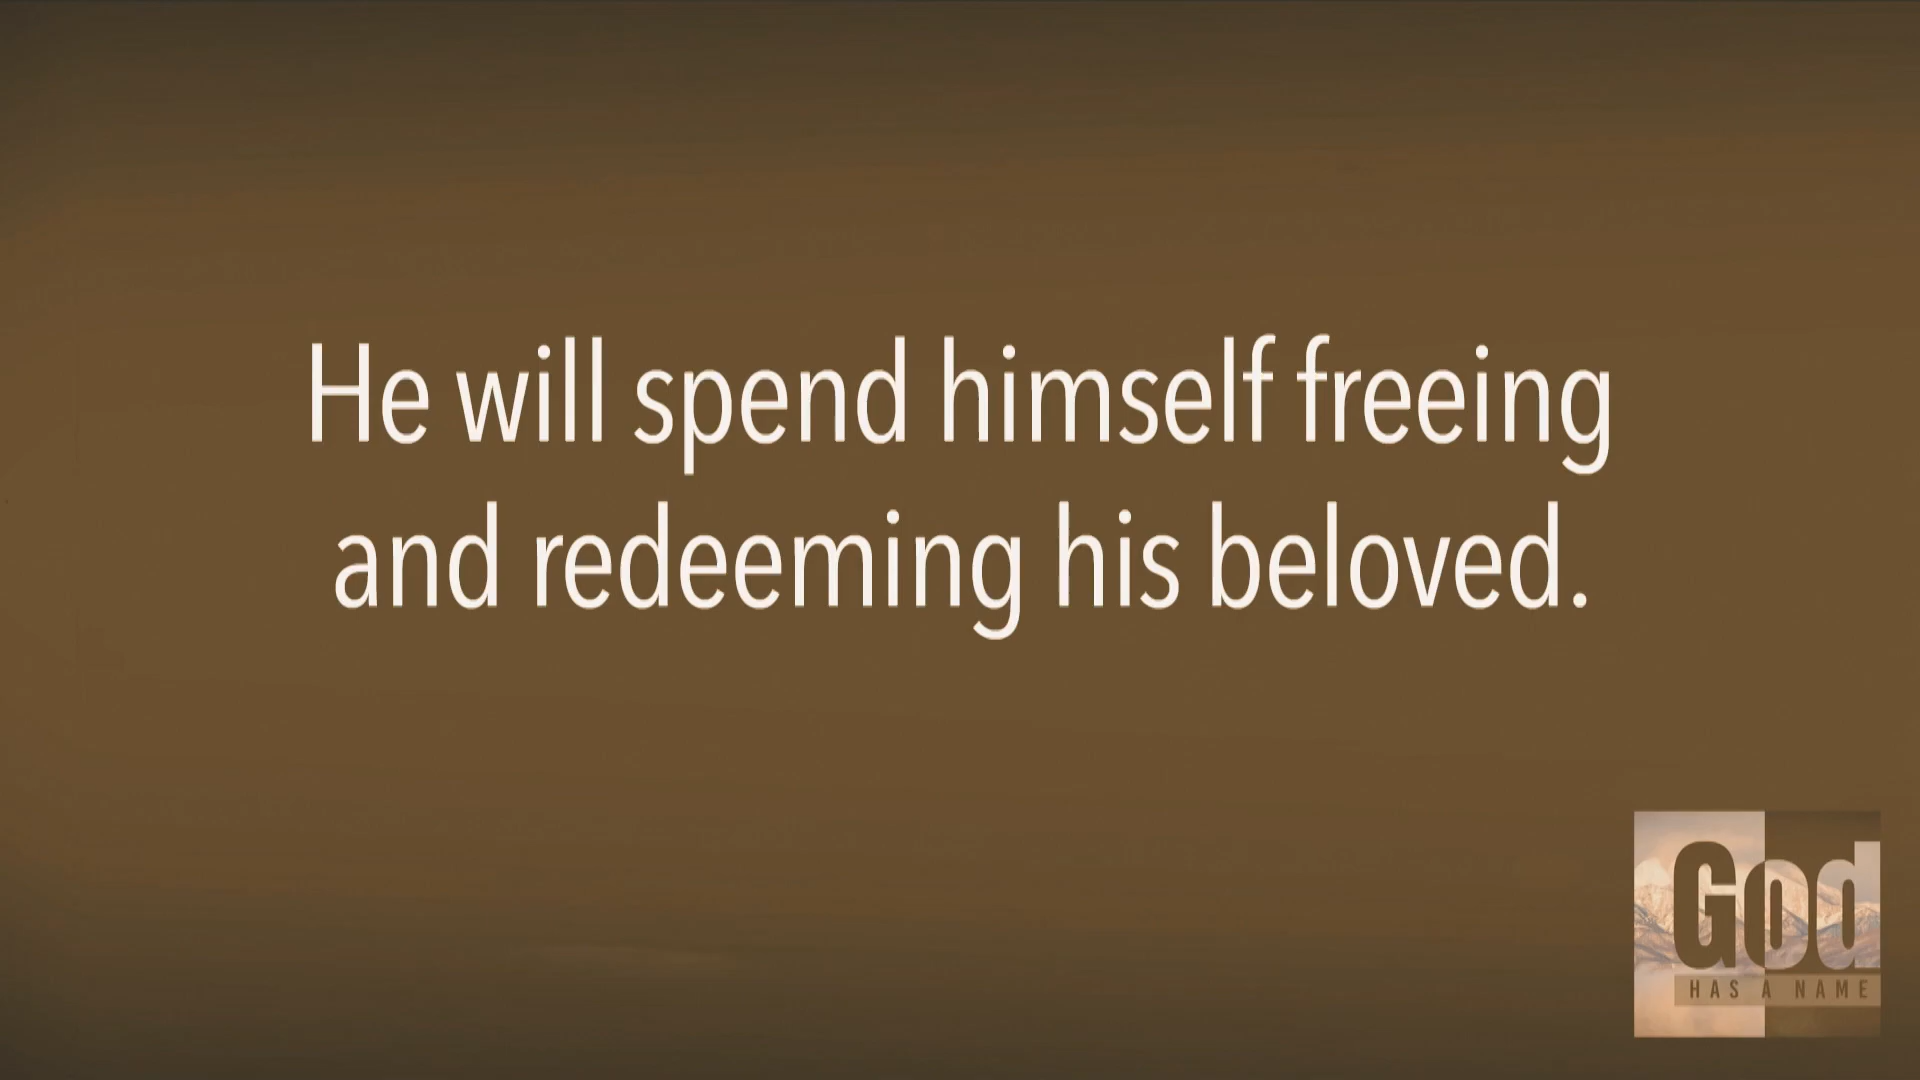 He will spend himself freeing
and redeeming his beloved.
God
HAS A NAME